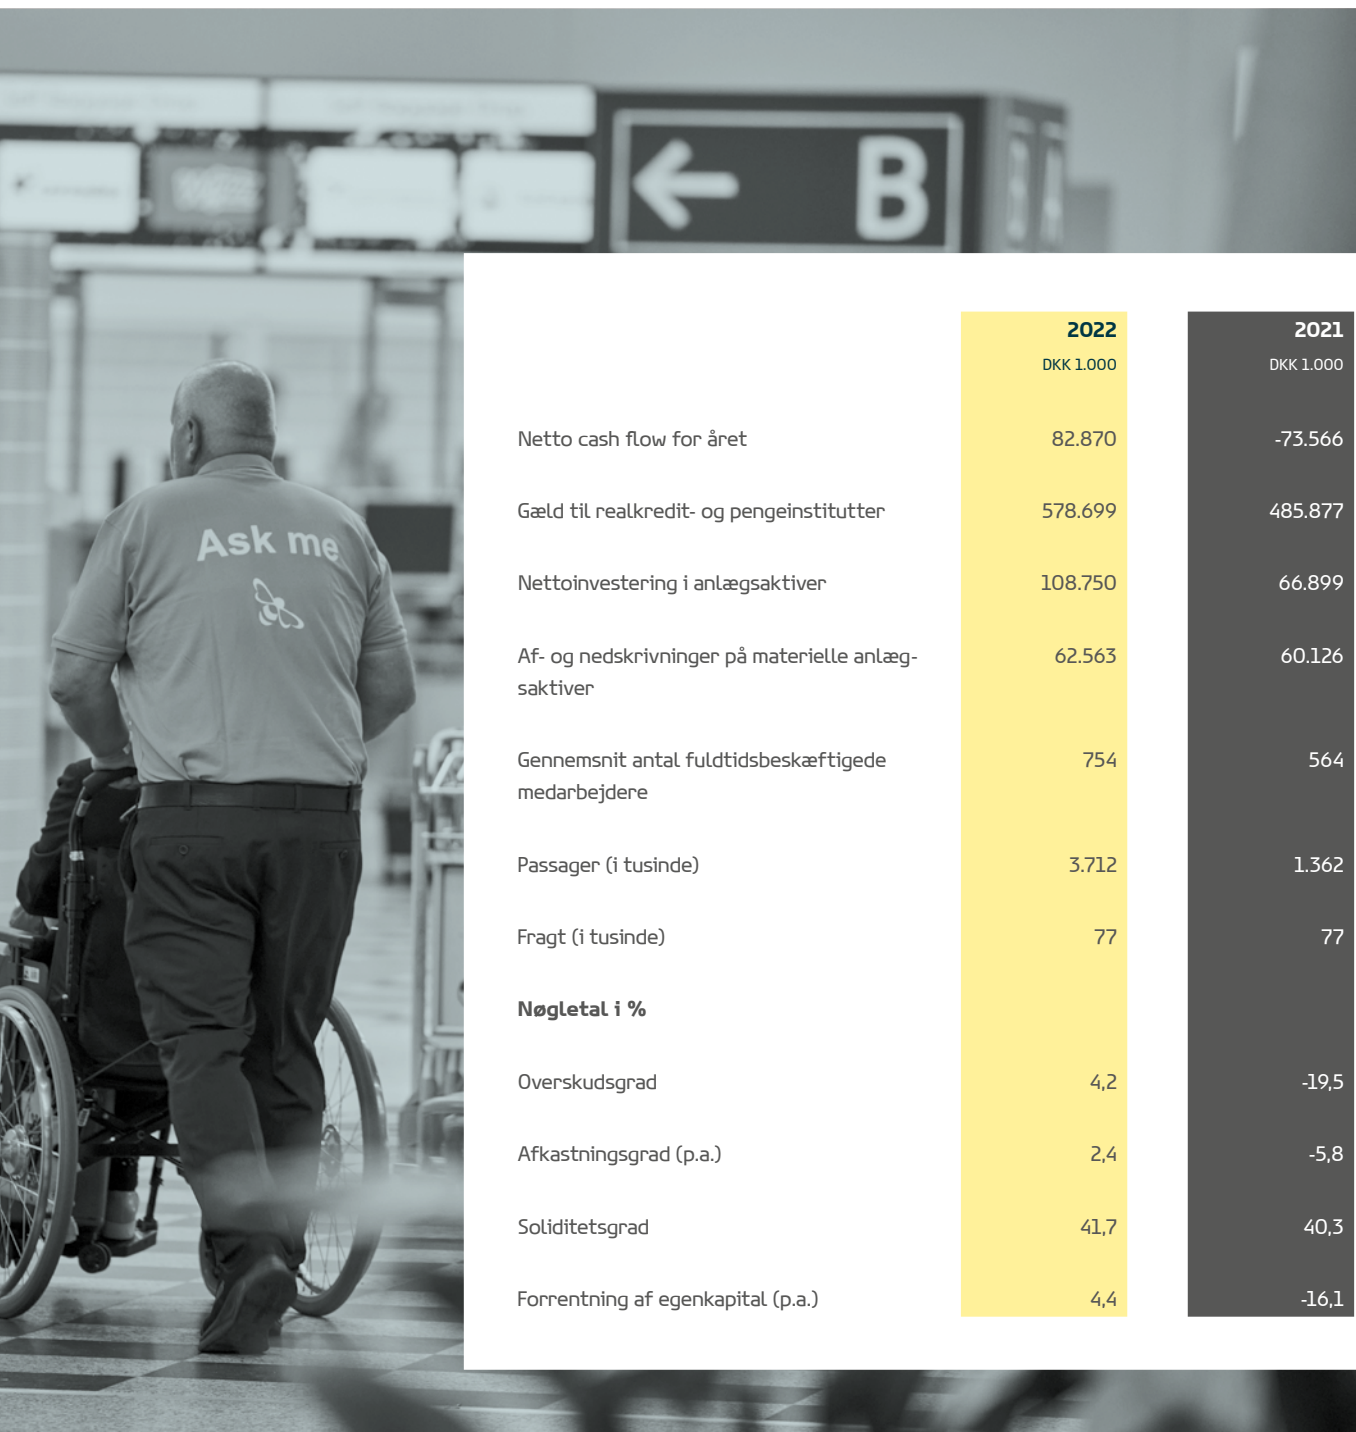 B
Ask me
2022 2021
DKK 1.000 DKK 1.000
Netto cash flow for året 82.870 -73.566
Gæld til realkredit- og pengeinstitutter 578.699 485.877
Nettoinvestering i anlægsaktiver 108.750 66.899
Af- og nedskrivninger på materielle anlæg- 62.563 60.126
saktiver
Gennemsnit antal fuldtidsbeskæftigede 754 564
medarbejdere
Passager (i tusinde) 3.712 1.362
Fragt (i tusinde) 77 77
Nøgletal i %
Overskudsgrad 4,2 -19,5
Afkastningsgrad (p.a.) 2,4 -5,8
Soliditetsgrad 41,7 40,3
Forrentning af egenkapital (p.a.) 4,4 -16,1